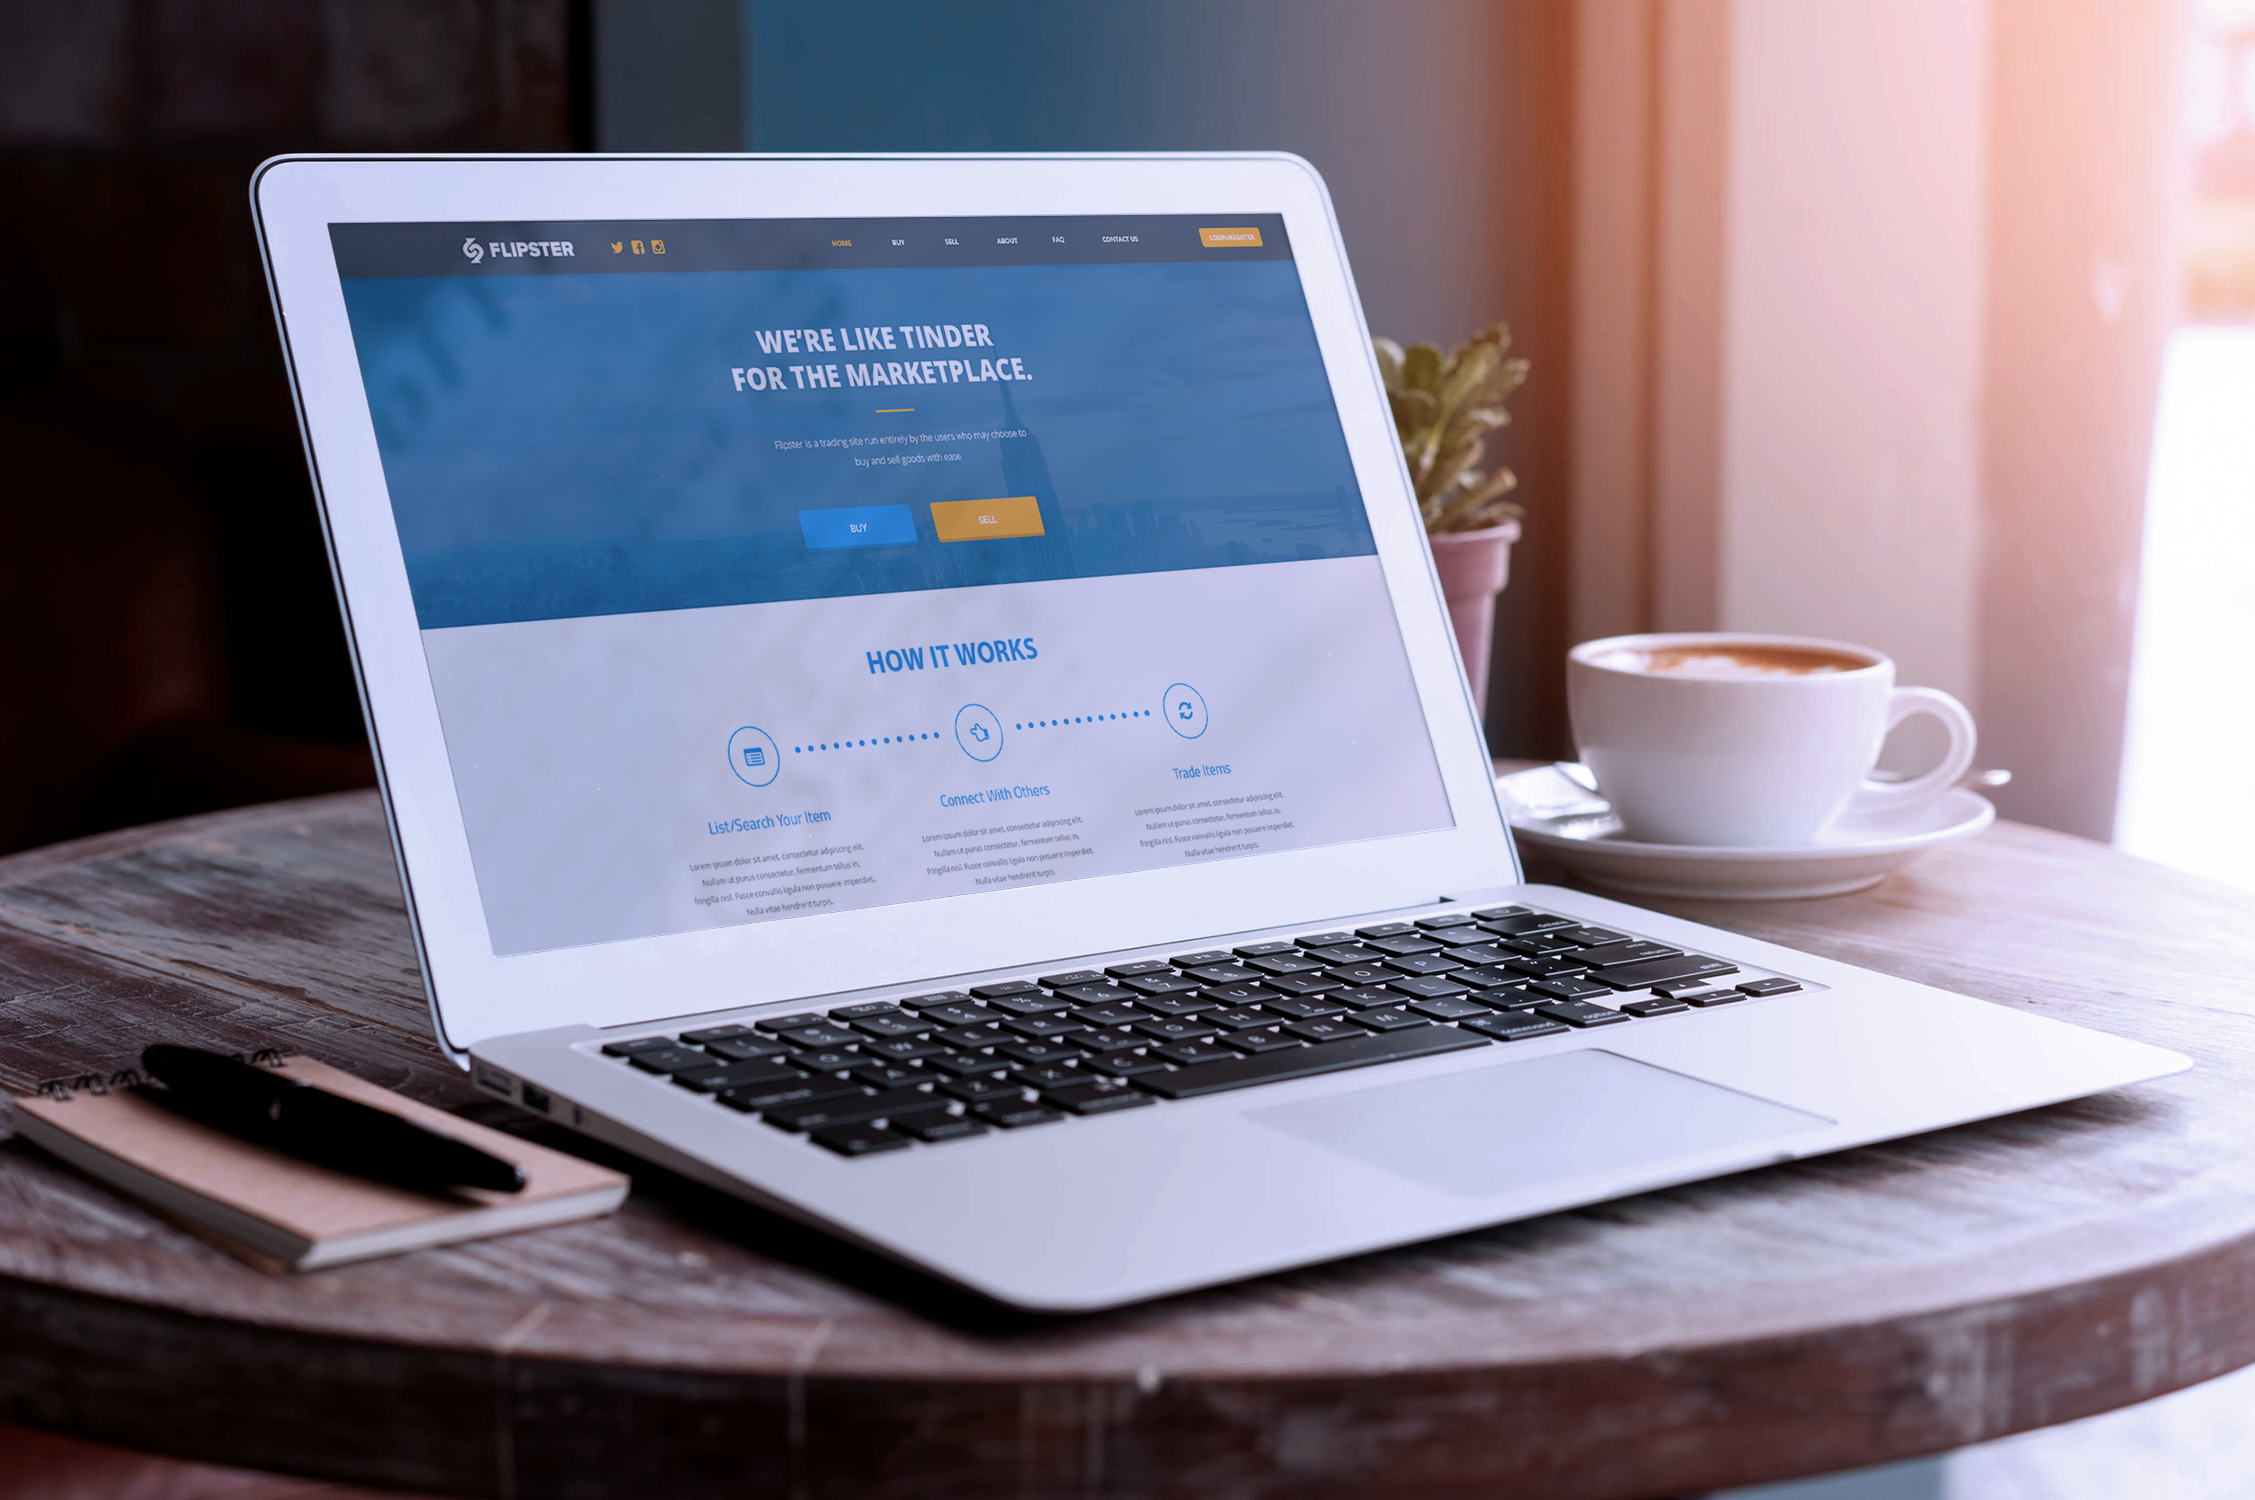 FLIPSTER
HOME BUY SELL ABOUT FAQ CONTACT US LOGIN/REGISTER
WE'RE LIKE TINDER
FOR THE MARKETPLACE.
Flipster is a trading site run entirely by the users who may choose to
buy and sell goods with ease
BUY SELL
HOW IT WORKS
List/Search Your Item
Lorem ipsum dolor sit amet, consectetur adipiscing elit.
Nullam ut purus consectetur, fermentum tellus in,
fringilla nisl. Fusce convallis ligula non posuere imperdiet.
Nulla vitae hendrerit turpis.
Connect With Others
Lorem ipsum dolor sit amet, consectetur adipiscing elit.
Nullam ut purus consectetur, fermentum tellus in,
fringilla nisl. Fusce convallis ligula non posuere imperdiet.
Nulla vitae hendrerit turpis.
Trade Items
Lorem ipsum dolor sit amet, consectetur adipiscing elit.
Nullam ut purus consectetur, fermentum tellus in,
fringilla nisl. Fusce convallis ligula non posuere imperdiet.
Nulla vitae hendrerit turpis.
command option